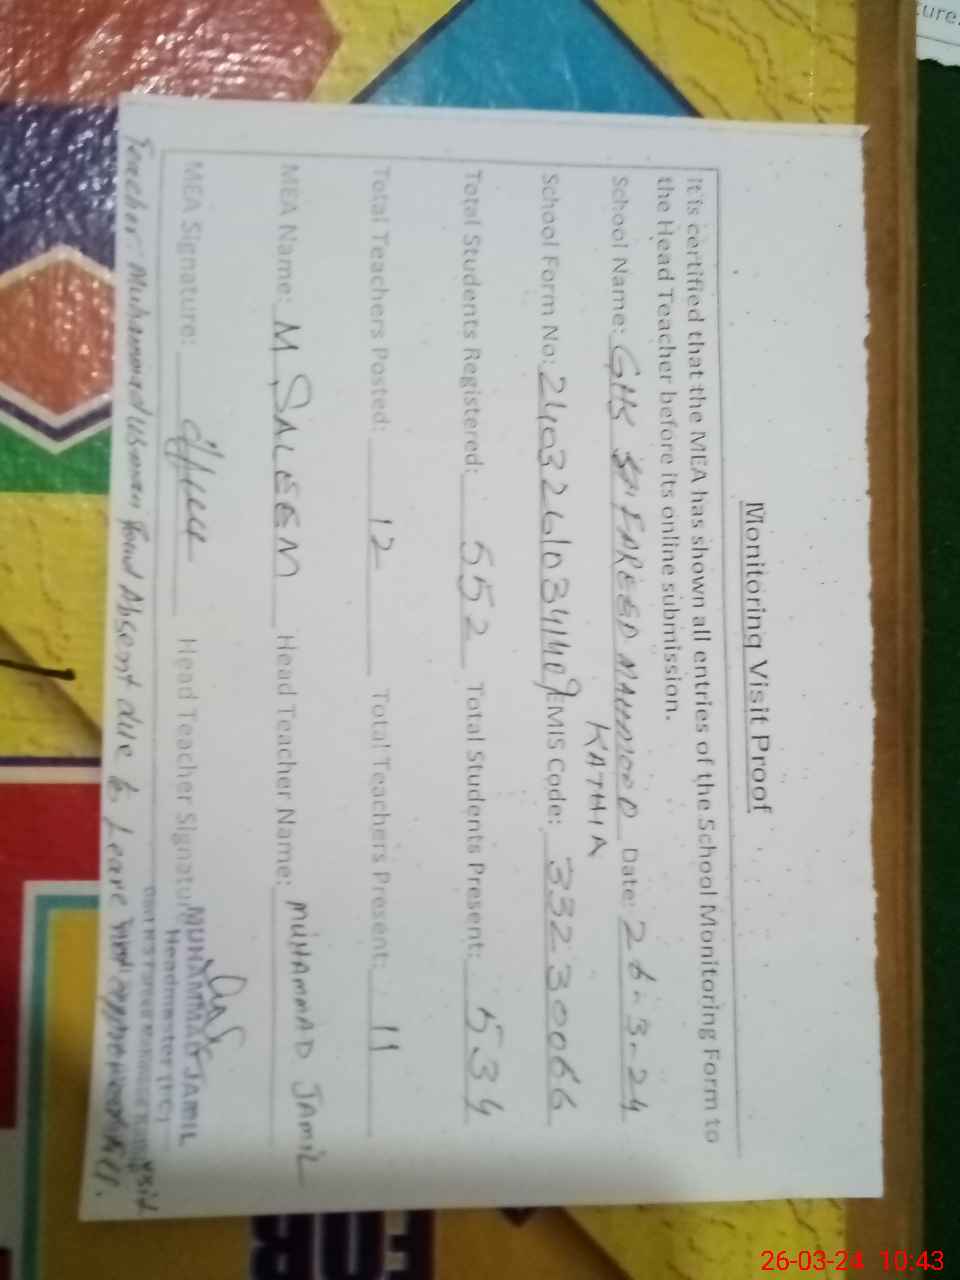 Monitoring Visit Proof
It is certified that the MEA has shown all entries of the School Monitoring Form to
the Head Teacher before its online submission.
School Name: GHS FAREED MAHMOOD KATHIA Date: 26-3-24
School Form No: EMIS Code: 33230066
Total Students Registered: 552 Total Students Present: 534
Total Teachers Posted: 12 Total Teachers Present: 11
MEA Name: M. SALEEM Head Teacher Name: MUHAMMAD JAMIL
MEA Signature: Head Teacher Signature
MUHAMMAD JAMIL
Headmaster
Teacher Muhammad Usman Found Absent due to Leave
ture:
26-03-24 10:43